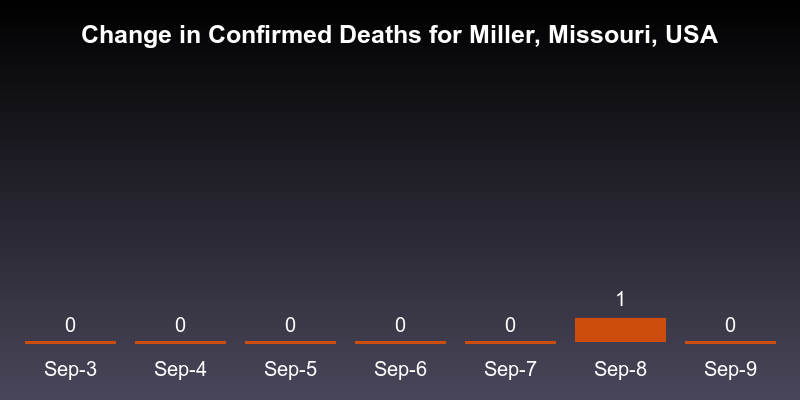 Change in Confirmed Deaths for Miller, Missouri, USA
0 0 0 0 0 1 0
Sep-3 Sep-4 Sep-5 Sep-6 Sep-7 Sep-8 Sep-9